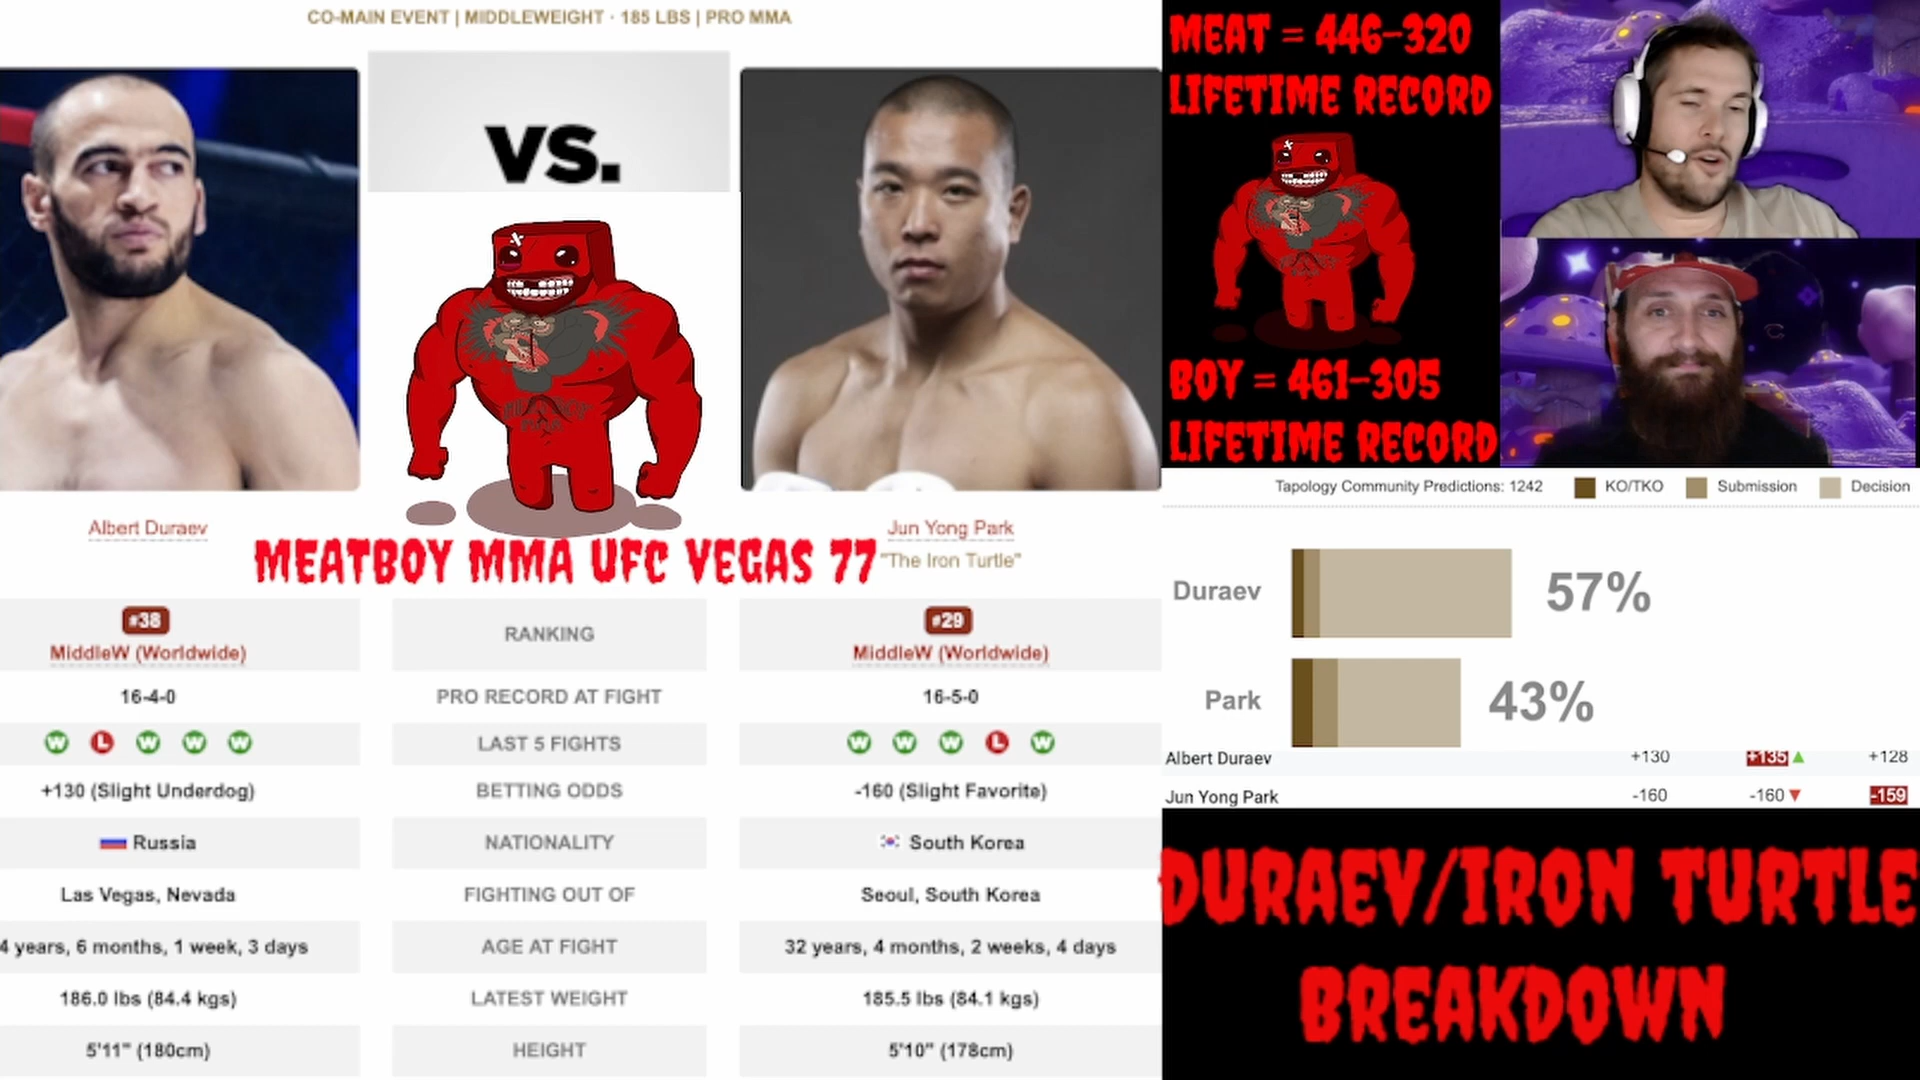 CO-MAIN EVENT | MIDDLEWEIGHT · 185 LBS | PRO MMA
VS.
Albert Duraev
Jun Yong Park
"The Iron Turtle"
MEATBOY MMA UFC VEGAS 77
#38
MiddleW (Worldwide)
RANKING
#29
MiddleW (Worldwide)
16-4-0
PRO RECORD AT FIGHT
16-5-0
W L W W W
LAST 5 FIGHTS
W W W L W
+130 (Slight Underdog)
BETTING ODDS
-160 (Slight Favorite)
Russia
NATIONALITY
South Korea
Las Vegas, Nevada
FIGHTING OUT OF
Seoul, South Korea
4 years, 6 months, 1 week, 3 days
AGE AT FIGHT
32 years, 4 months, 2 weeks, 4 days
186.0 lbs (84.4 kgs)
LATEST WEIGHT
185.5 lbs (84.1 kgs)
5'11" (180cm)
HEIGHT
5'10" (178cm)
MEAT = 446-320
LIFETIME RECORD
BOY = 461-305
LIFETIME RECORD
Tapology Community Predictions: 1242
KO/TKO
Submission
Decision
Duraev
57%
Park
43%
Albert Duraev +130 +135 +128
Jun Yong Park -160 -160 -159
DURAEV/IRON TURTLE
BREAKDOWN